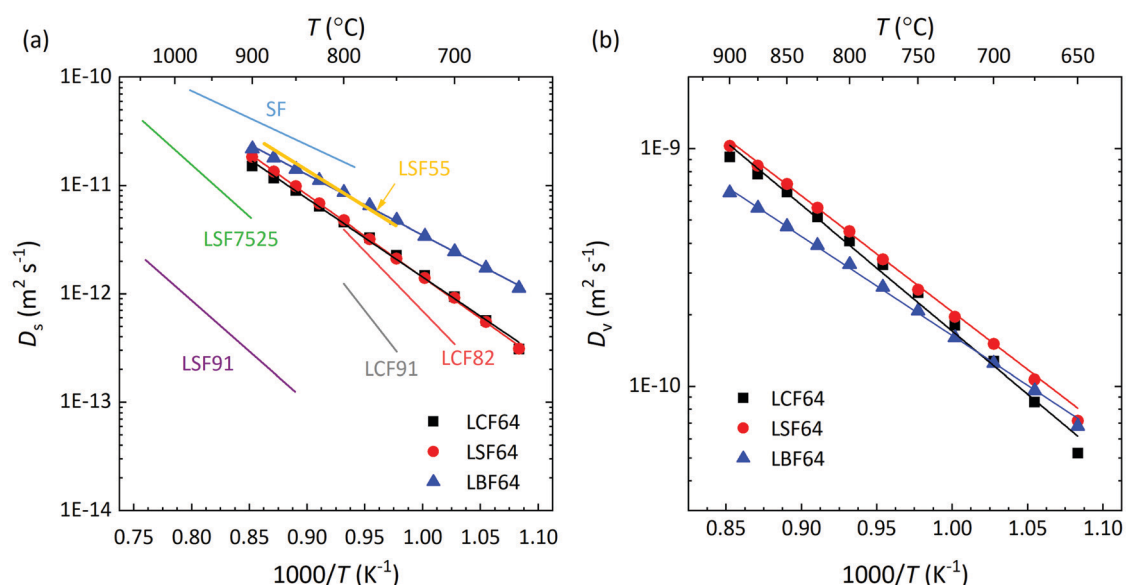 (a)
T (°C)
1000 900 800 700
1E-10
1E-11
1E-12
1E-13
1E-14
Dₛ (m² s⁻¹)
SF
LSF55
LSF7525
LSF91
LCF91
LCF82
LCF64
LSF64
LBF64
0.75 0.80 0.85 0.90 0.95 1.00 1.05 1.10
1000/T (K⁻¹)
(b)
T (°C)
900 850 800 750 700 650
1E-9
1E-10
Dᵥ (m² s⁻¹)
LCF64
LSF64
LBF64
0.85 0.90 0.95 1.00 1.05 1.10
1000/T (K⁻¹)